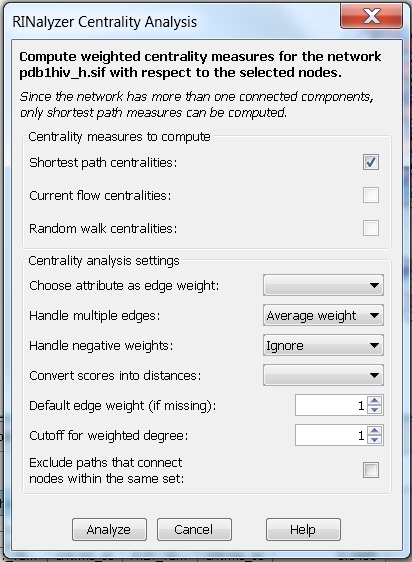 RINalyzer Centrality Analysis
Compute weighted centrality measures for the network
pdb1hiv_h.sif with respect to the selected nodes.
Since the network has more than one connected components,
only shortest path measures can be computed.
Centrality measures to compute
Shortest path centralities:
Current flow centralities:
Random walk centralities:
Centrality analysis settings
Choose attribute as edge weight:
Handle multiple edges: Average weight
Handle negative weights: Ignore
Convert scores into distances:
Default edge weight (if missing): 1
Cutoff for weighted degree: 1
Exclude paths that connect
nodes within the same set:
Analyze Cancel Help